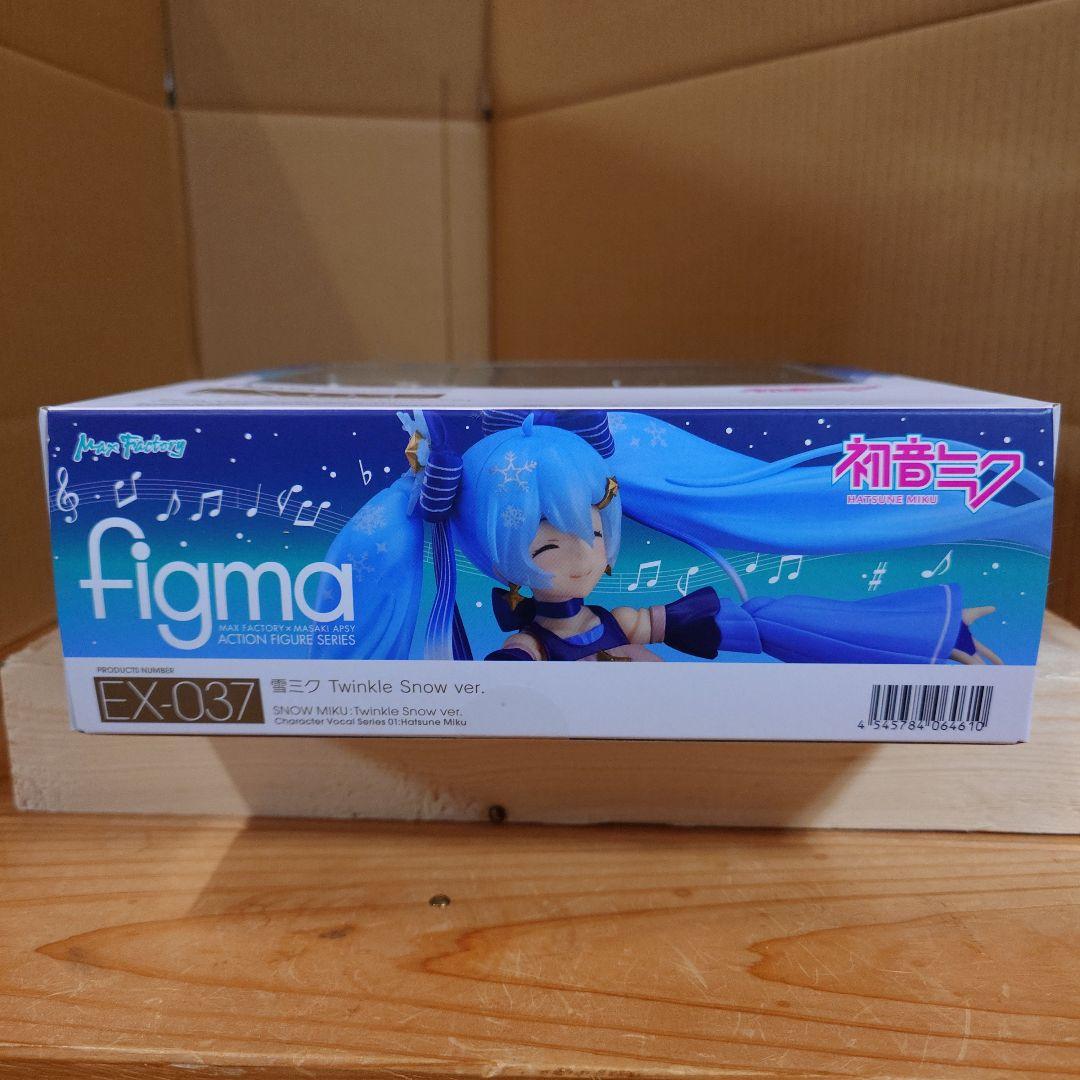 Max Factory
初音ミク
HATSUNE MIKU
figma
MAX FACTORY × MASAKI APSY
ACTION FIGURE SERIES
PRODUCTS NUMBER
EX-037
雪ミク Twinkle Snow ver.
SNOW MIKU:Twinkle Snow ver.
Character Vocal Series 01:Hatsune Miku
4 545784 064610